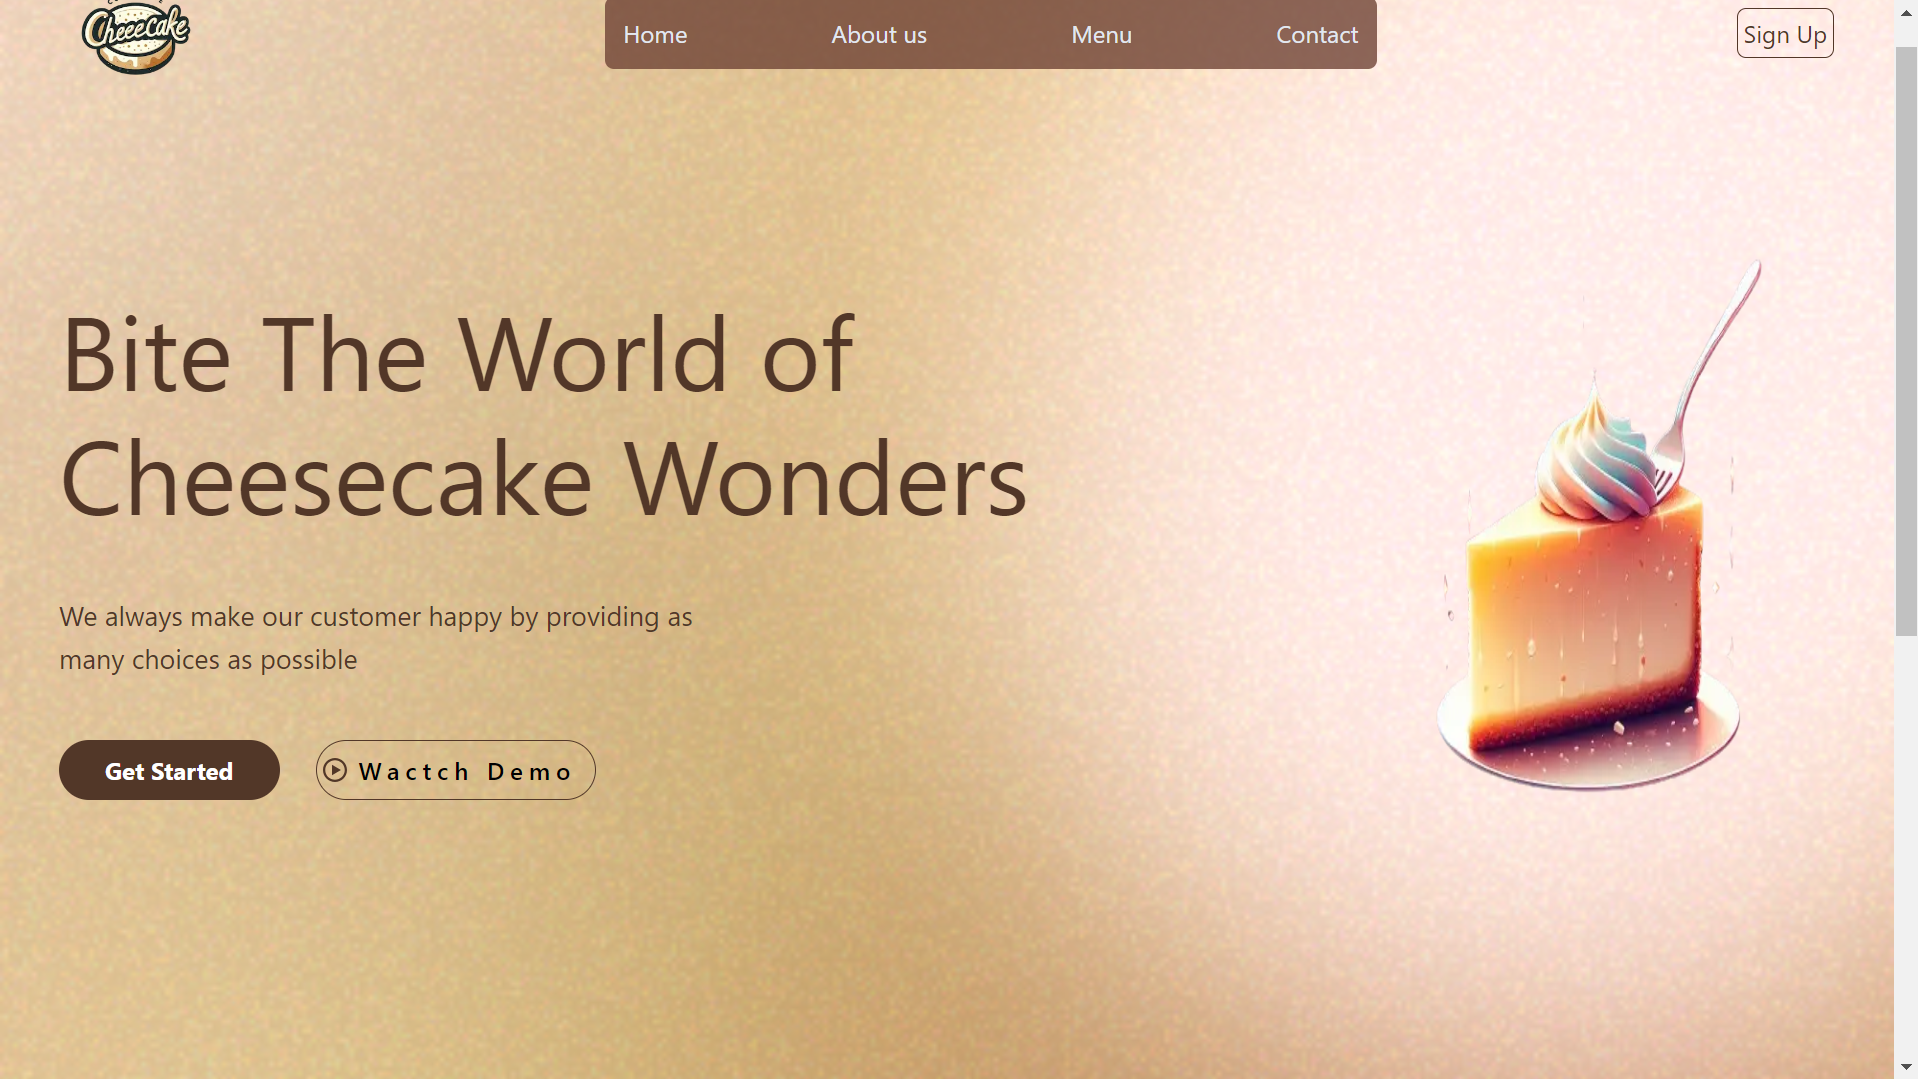 Cheeecake
Home About us Menu Contact
Sign Up
Bite The World of
Cheesecake Wonders
We always make our customer happy by providing as
many choices as possible
Get Started
Wactch Demo